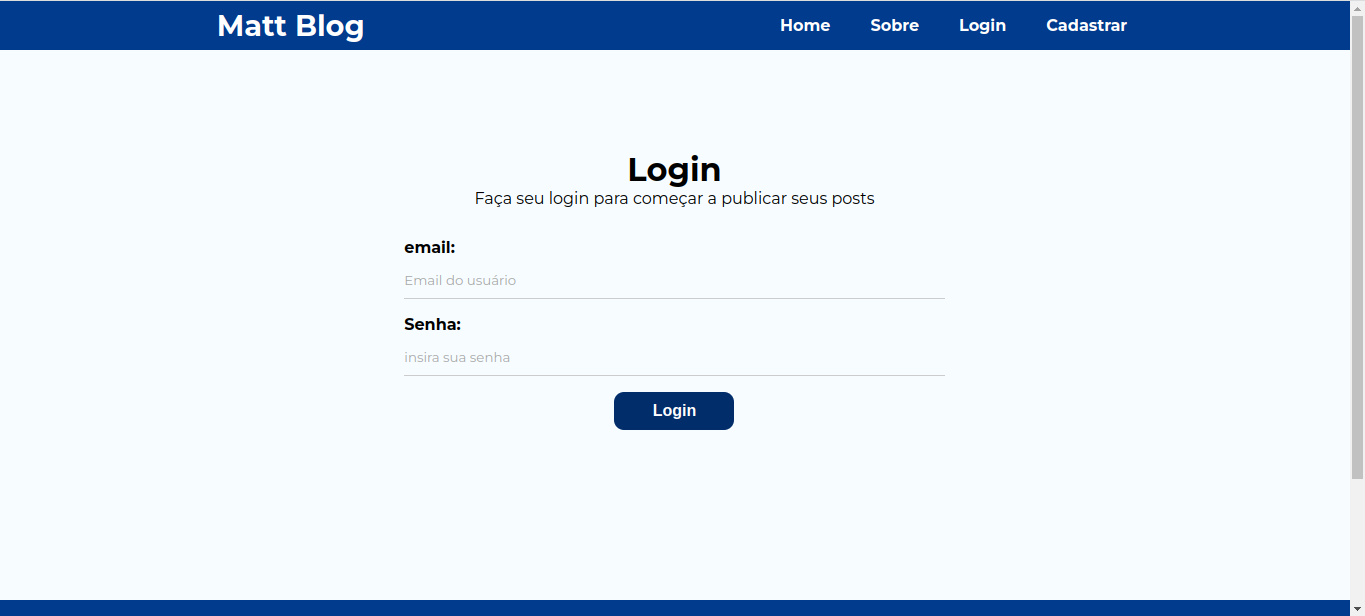 Matt Blog
Home Sobre Login Cadastrar
Login
Faça seu login para começar a publicar seus posts
email:
Email do usuário
Senha:
insira sua senha
Login